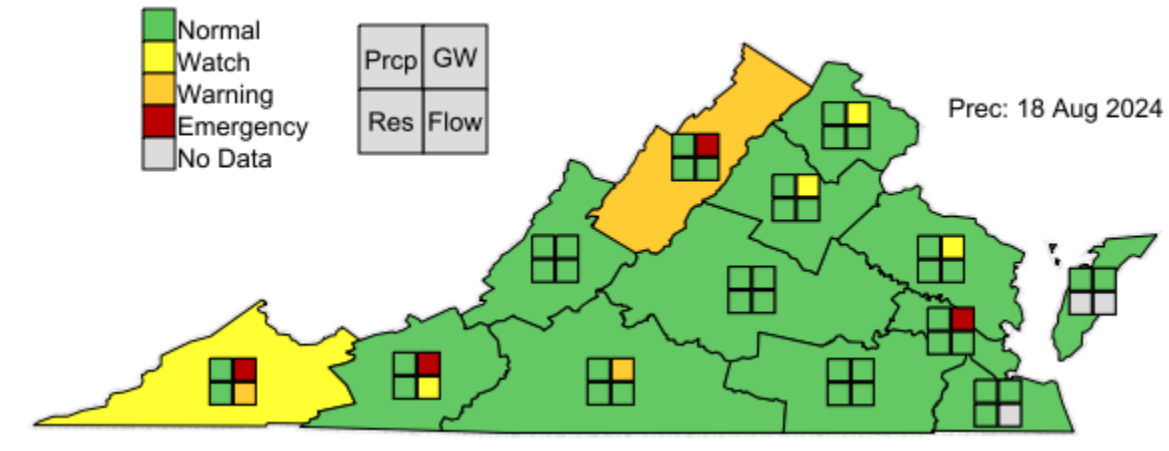 Normal
Watch
Warning
Emergency
No Data
Prcp GW
Res Flow
Prec: 18 Aug 2024